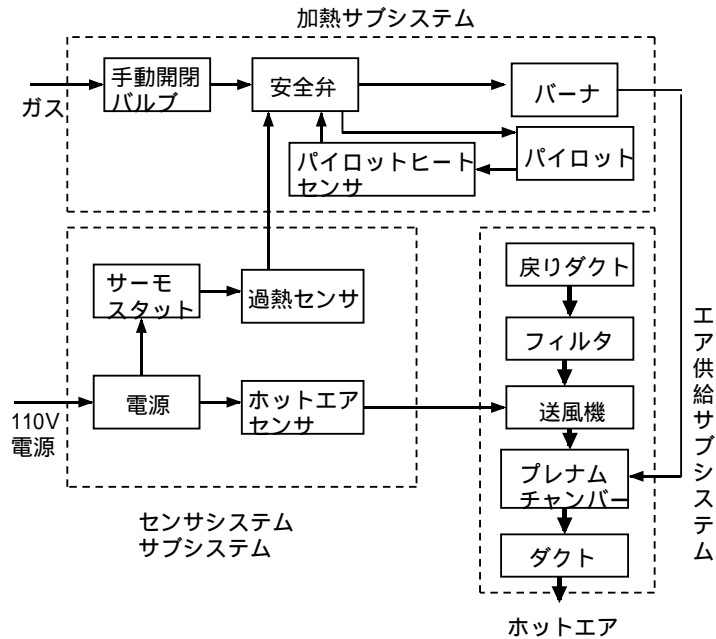 加熱サブシステム
手動開閉
バルブ
安全弁
バーナ
ガス
パイロット
パイロットヒート
センサ
サーモ
スタット
過熱センサ
電源
ホットエア
センサ
110V
電源
センサシステム
サブシステム
戻りダクト
フィルタ
送風機
プレナム
チャンバー
ダクト
ホットエア
エア供給サブシステム